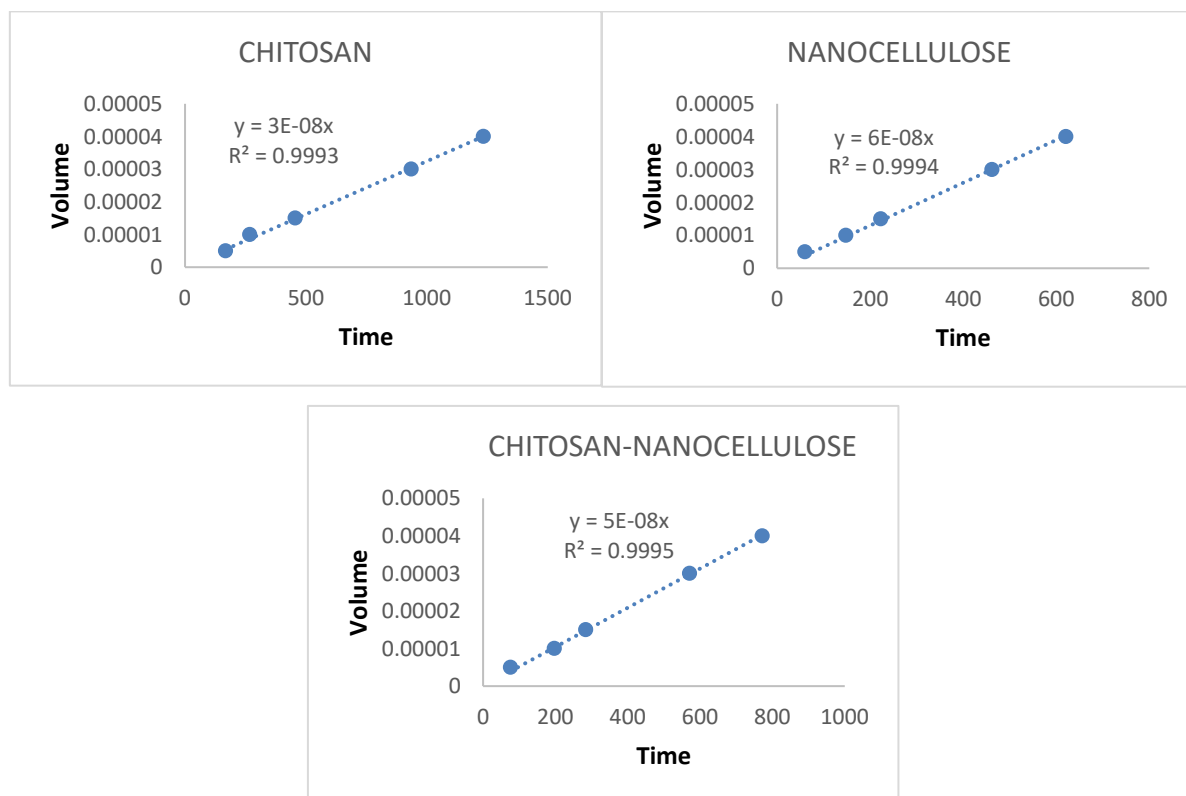 CHITOSAN
y = 3E-08x
R² = 0.9993
0.00005
0.00004
0.00003
0.00002
0.00001
0
Volume
0 500 1000 1500
Time
NANOCELLULOSE
y = 6E-08x
R² = 0.9994
0.00005
0.00004
0.00003
0.00002
0.00001
0
Volume
0 200 400 600 800
Time
CHITOSAN-NANOCELLULOSE
y = 5E-08x
R² = 0.9995
0.00005
0.00004
0.00003
0.00002
0.00001
0
Volume
0 200 400 600 800 1000
Time